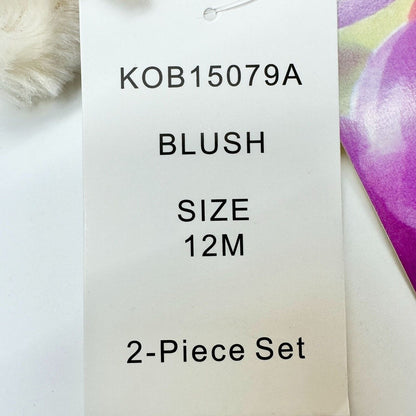 KOB15079A
BLUSH
SIZE
12M
2-Piece Set